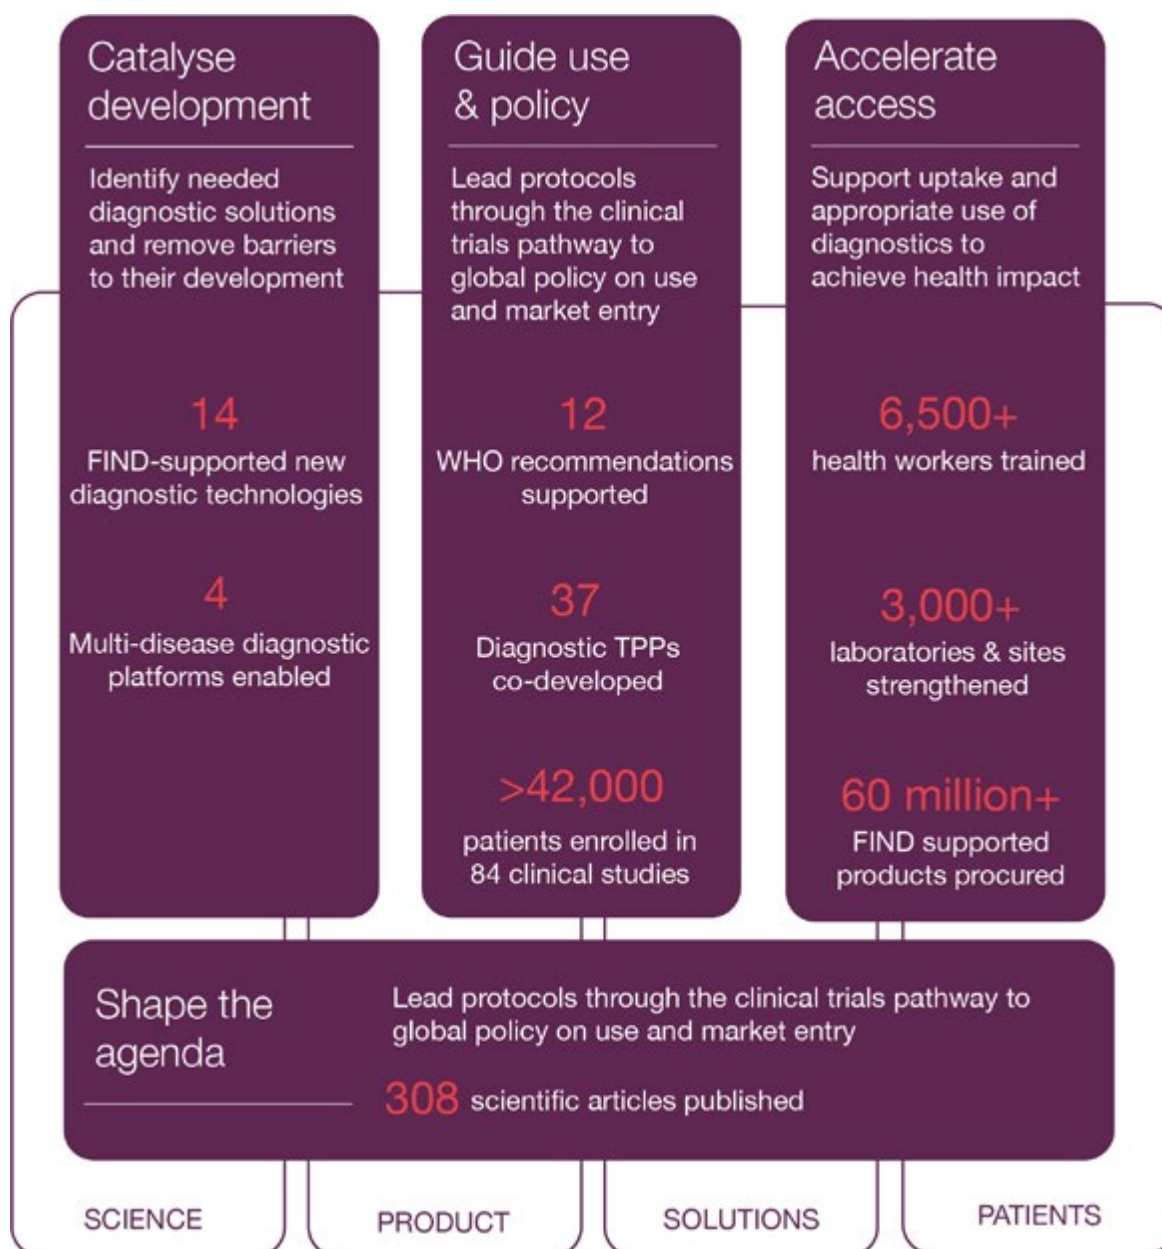 Catalyse
development
Identify needed
diagnostic solutions
and remove barriers
to their development
14
FIND-supported new
diagnostic technologies
4
Multi-disease diagnostic
platforms enabled
Guide use
& policy
Lead protocols
through the clinical
trials pathway to
global policy on use
and market entry
12
WHO recommendations
supported
37
Diagnostic TPPs
co-developed
>42,000
patients enrolled in
84 clinical studies
Accelerate
access
Support uptake and
appropriate use of
diagnostics to
achieve health impact
6,500+
health workers trained
3,000+
laboratories & sites
strengthened
60 million+
FIND supported
products procured
Shape the
agenda
Lead protocols through the clinical trials pathway to
global policy on use and market entry
308 scientific articles published
SCIENCE
PRODUCT
SOLUTIONS
PATIENTS